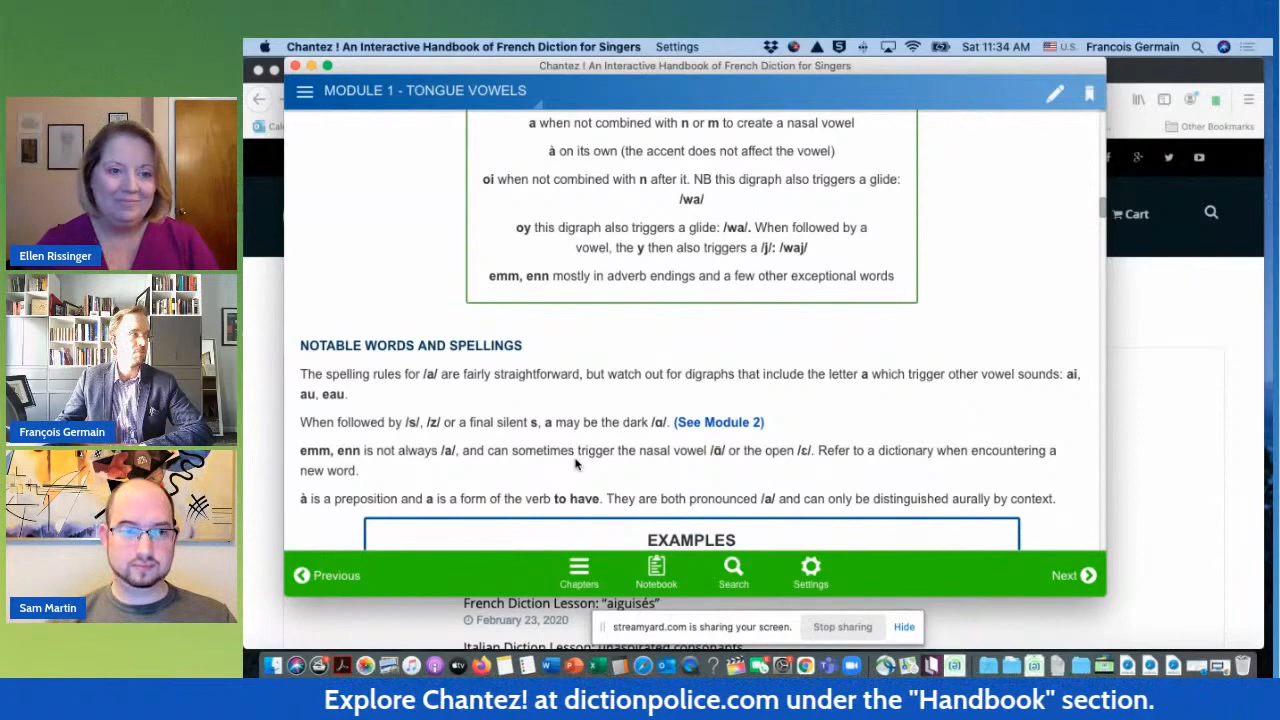 Chantez ! An Interactive Handbook of French Diction for Singers Settings
U.S. Sat 11:34 AM Francois Germain
Chantez ! An Interactive Handbook of French Diction for Singers
MODULE 1 - TONGUE VOWELS
Other Bookmarks
Cart
a when not combined with n or m to create a nasal vowel
à on its own (the accent does not affect the vowel)
oi when not combined with n after it. NB this digraph also triggers a glide:
/wa/
oy this digraph also triggers a glide: /wa/. When followed by a
vowel, the y then also triggers a /j/: /waj/
emm, enn mostly in adverb endings and a few other exceptional words
NOTABLE WORDS AND SPELLINGS
The spelling rules for /a/ are fairly straightforward, but watch out for digraphs that include the letter a which trigger other vowel sounds: ai,
au, eau.
When followed by /s/, /z/ or a final silent s, a may be the dark /ɑ/. (See Module 2)
emm, enn is not always /a/, and can sometimes trigger the nasal vowel /ɑ̃/ or the open /ɛ/. Refer to a dictionary when encountering a
new word.
à is a preposition and a is a form of the verb to have. They are both pronounced /a/ and can only be distinguished aurally by context.
EXAMPLES
Previous
Chapters
Notebook
Search
Settings
Next
French Diction Lesson: “aiguisés”
February 23, 2020
Italian Diction Lesson: unaspirated consonants
streamyard.com is sharing your screen.
Stop sharing
Hide
Ellen Rissinger
François Germain
Sam Martin
Explore Chantez! at dictionpolice.com under the "Handbook" section.